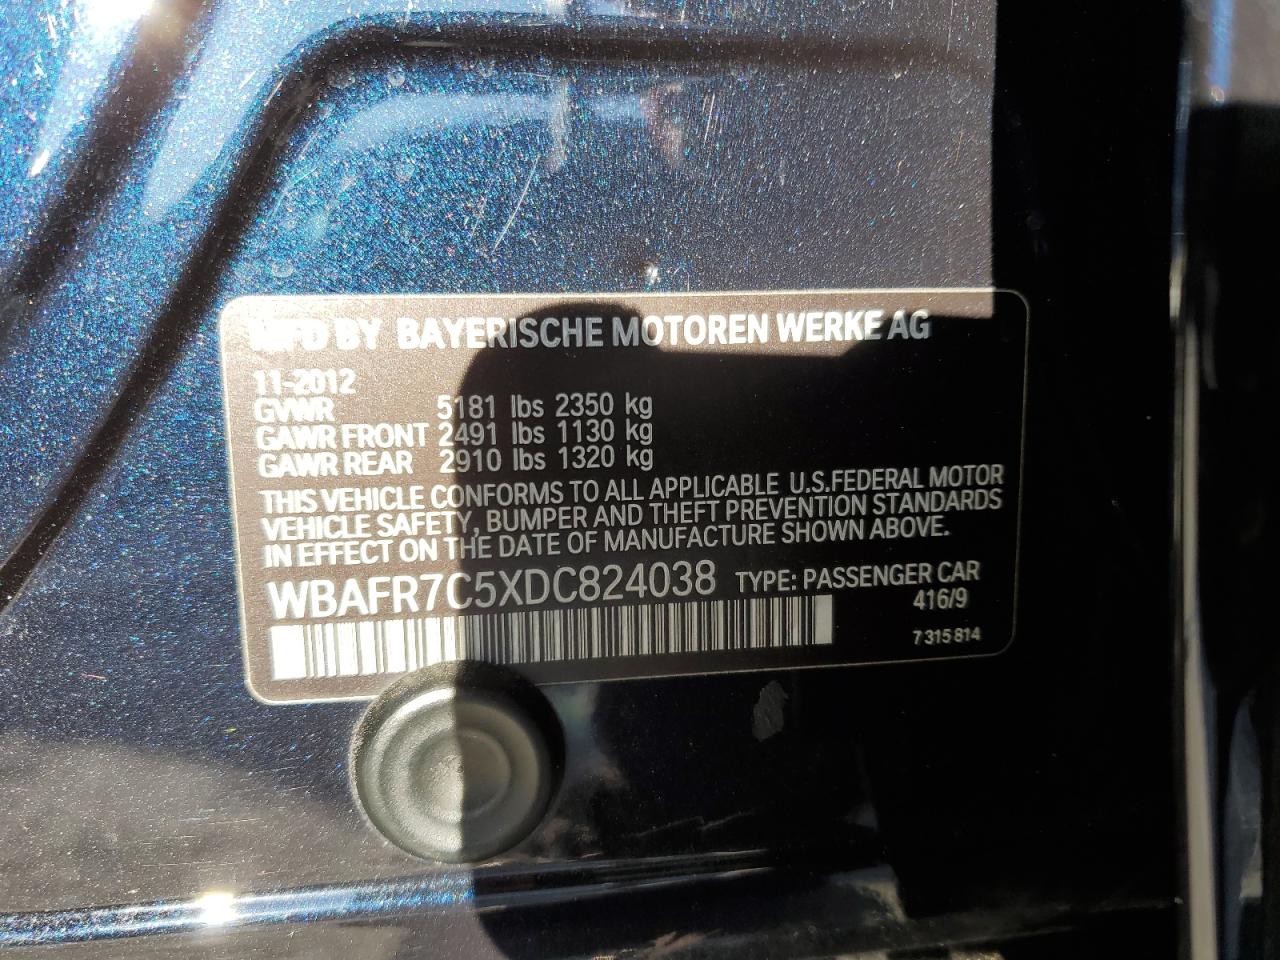 MFD BY BAYERISCHE MOTOREN WERKE AG
11-2012
GVWR 5181 lbs 2350 kg
GAWR FRONT 2491 lbs 1130 kg
GAWR REAR 2910 lbs 1320 kg
THIS VEHICLE CONFORMS TO ALL APPLICABLE U.S.FEDERAL MOTOR
VEHICLE SAFETY, BUMPER AND THEFT PREVENTION STANDARDS
IN EFFECT ON THE DATE OF MANUFACTURE SHOWN ABOVE.
WBAFR7C5XDC824038 TYPE: PASSENGER CAR
416/9
7 315 814